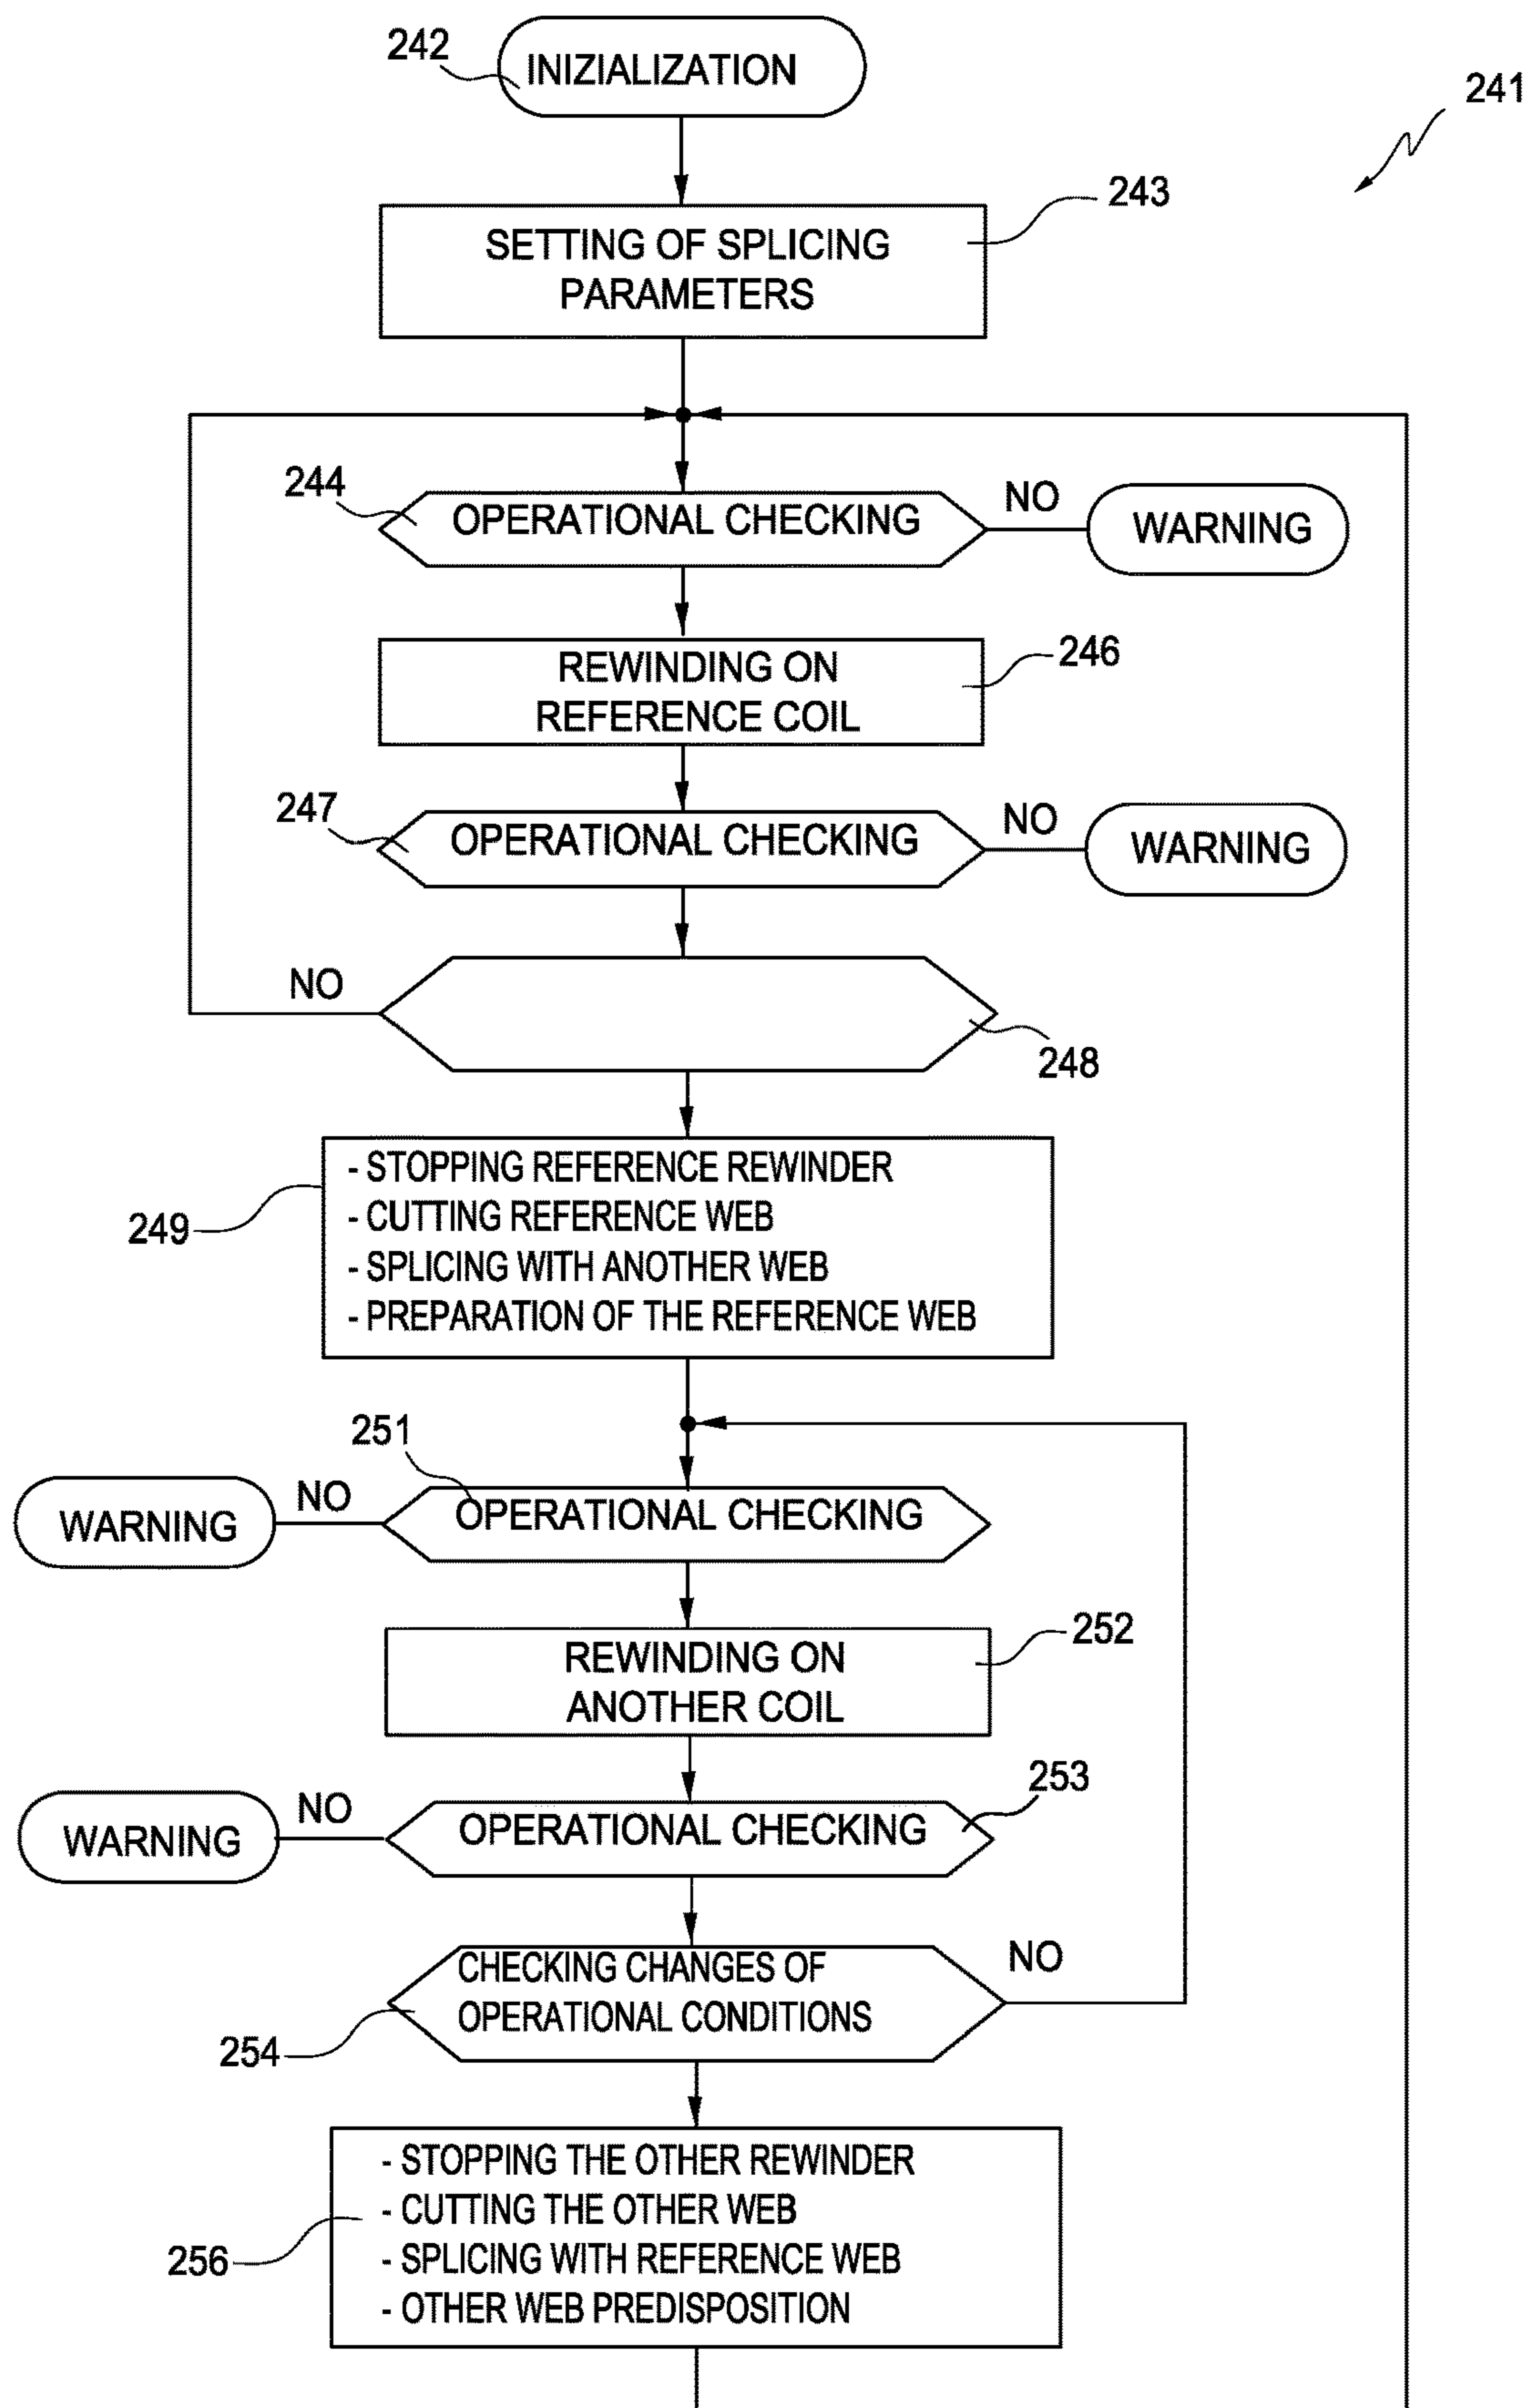 242
INIZIALIZATION
241
243
SETTING OF SPLICING
PARAMETERS
244
OPERATIONAL CHECKING
NO
WARNING
REWINDING ON
REFERENCE COIL
246
247
OPERATIONAL CHECKING
NO
WARNING
NO
248
- STOPPING REFERENCE REWINDER
- CUTTING REFERENCE WEB
- SPLICING WITH ANOTHER WEB
- PREPARATION OF THE REFERENCE WEB
249
251
WARNING
NO
OPERATIONAL CHECKING
252
REWINDING ON
ANOTHER COIL
253
WARNING
NO
OPERATIONAL CHECKING
CHECKING CHANGES OF
OPERATIONAL CONDITIONS
NO
254
- STOPPING THE OTHER REWINDER
- CUTTING THE OTHER WEB
- SPLICING WITH REFERENCE WEB
- OTHER WEB PREDISPOSITION
256